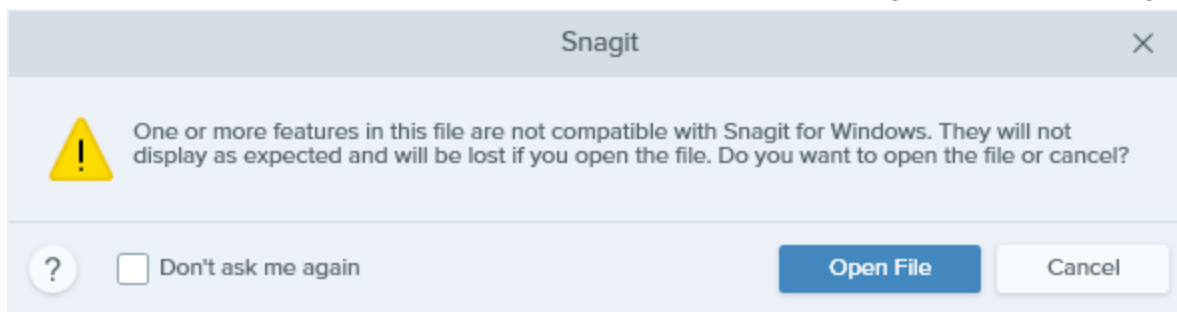 Snagit
One or more features in this file are not compatible with Snagit for Windows. They will not
display as expected and will be lost if you open the file. Do you want to open the file or cancel?
? Don't ask me again Open File Cancel